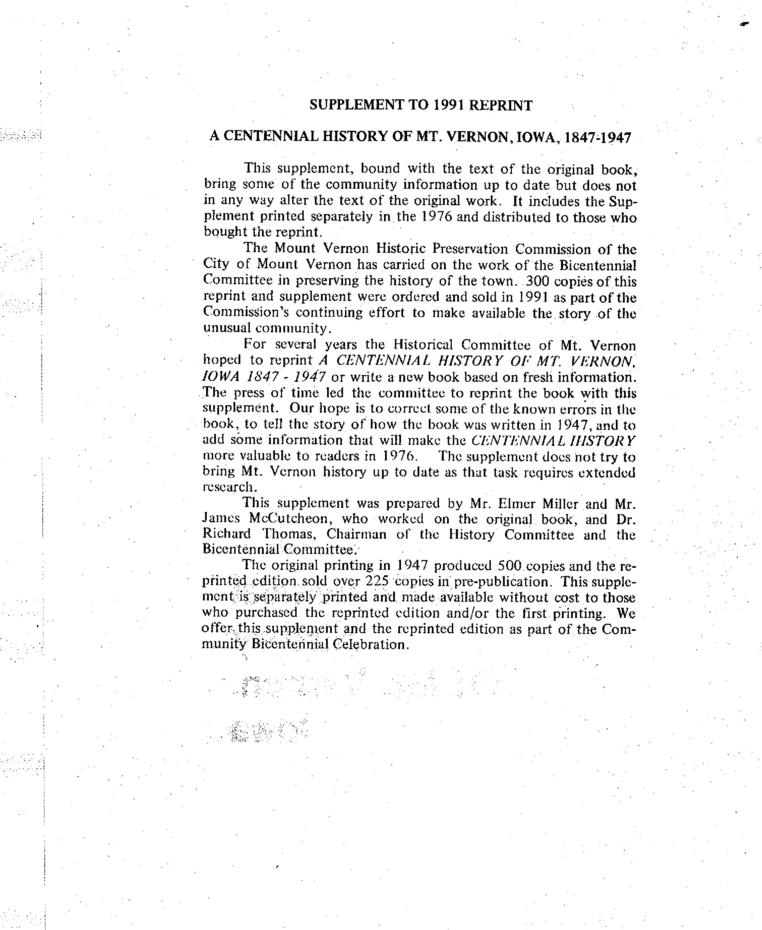 SUPPLEMENT TO 1991 REPRINT
A CENTENNIAL HISTORY OF MT. VERNON, IOWA, 1847-1947
This supplement, bound with the text of the original book,
bring some of the community information up to date but does not
in any way alter the text of the original work. It includes the Sup-
plement printed separately in the 1976 and distributed to those who
bought the reprint.
The Mount Vernon Historic Preservation Commission of the
City of Mount Vernon has carried on the work of the Bicentennial
Committee in preserving the history of the town. 300 copies of this
reprint and supplement were ordered and sold in 1991 as part of the
Commission's continuing effort to make available the story of the
unusual community.
For several years the Historical Committee of Mt. Vernon
hoped to reprint A CENTENNIAL HISTORY OF MT. VERNON,
IOWA 1847 - 1947 or write a new book based on fresh information.
The press of time led the committee to reprint the book with this
supplement. Our hope is to correct some of the known errors in the
book, to tell the story of how the book was written in 1947, and to
add some information that will make the CENTENNIAL HISTORY
more valuable to readers in 1976. The supplement does not try to
bring Mt. Vernon history up to date as that task requires extended
research.
This supplement was prepared by Mr. Elmer Miller and Mr.
James McCutcheon, who worked on the original book, and Dr.
Richard Thomas, Chairman of the History Committee and the
Bicentennial Committee.
The original printing in 1947 produced 500 copies and the re-
printed edition sold over 225 copies in pre-publication. This supple-
ment is separately printed and made available without cost to those
who purchased the reprinted edition and/or the first printing. We
offer this supplement and the reprinted edition as part of the Com-
munity Bicentennial Celebration.